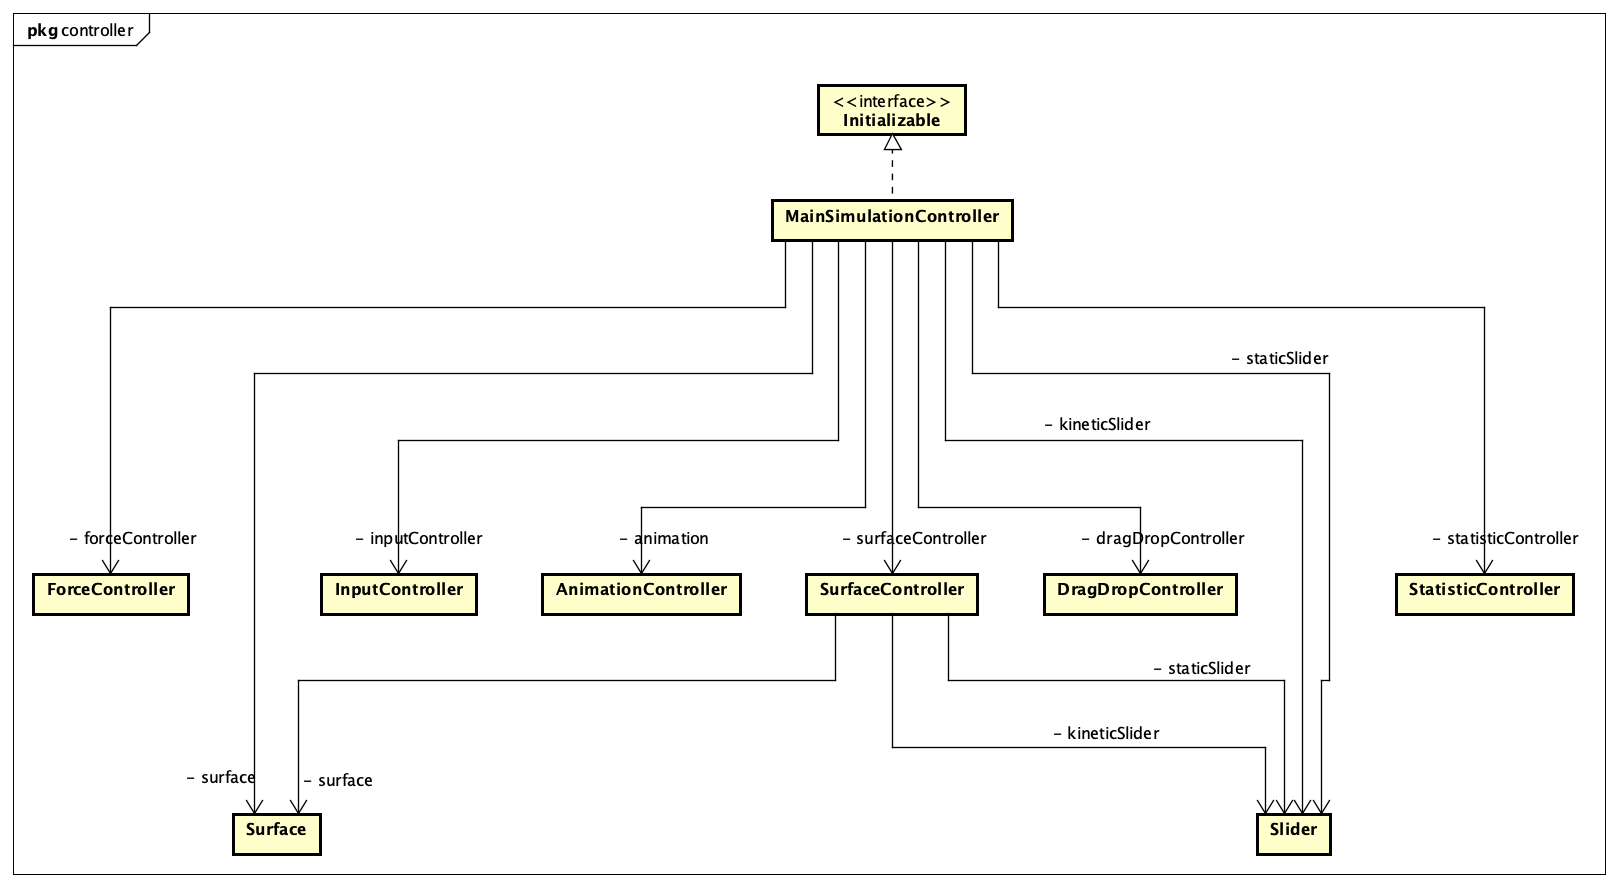 pkg controller
<<interface>>
Initializable
MainSimulationController
- staticSlider
- kineticSlider
- forceController
- inputController
- animation
- surfaceController
- dragDropController
- statisticController
ForceController
InputController
AnimationController
SurfaceController
DragDropController
StatisticController
- staticSlider
- kineticSlider
- surface
- surface
Surface
Slider